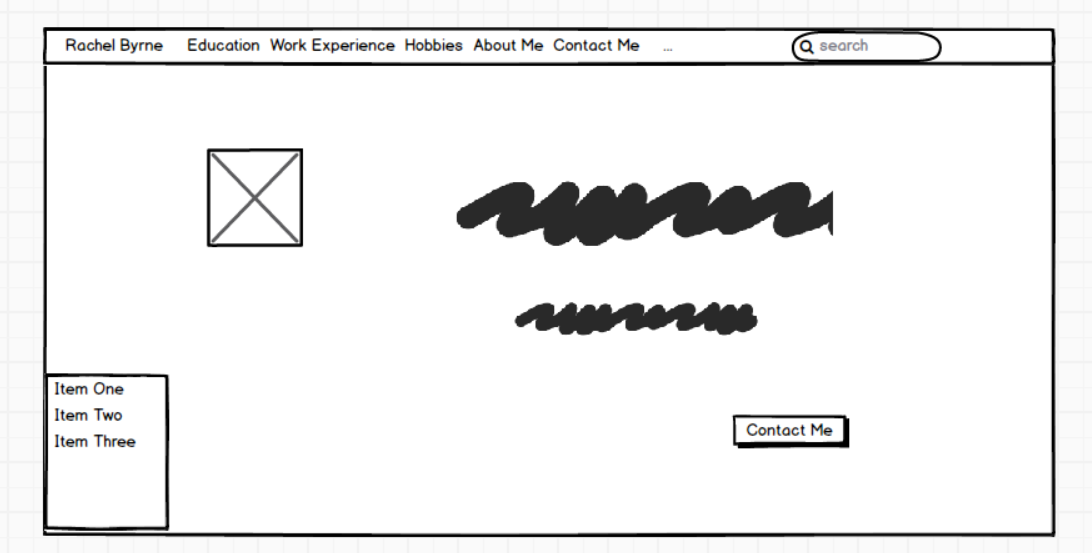 Rachel Byrne Education Work Experience Hobbies About Me Contact Me ... search
Item One
Item Two
Contact Me
Item Three